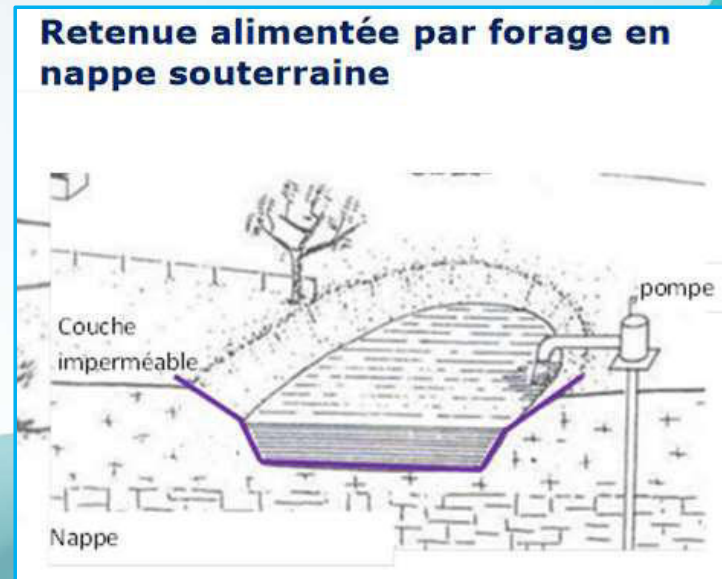 Retenue alimentée par forage en
nappe souterraine
pompe
Couche
imperméable
Nappe